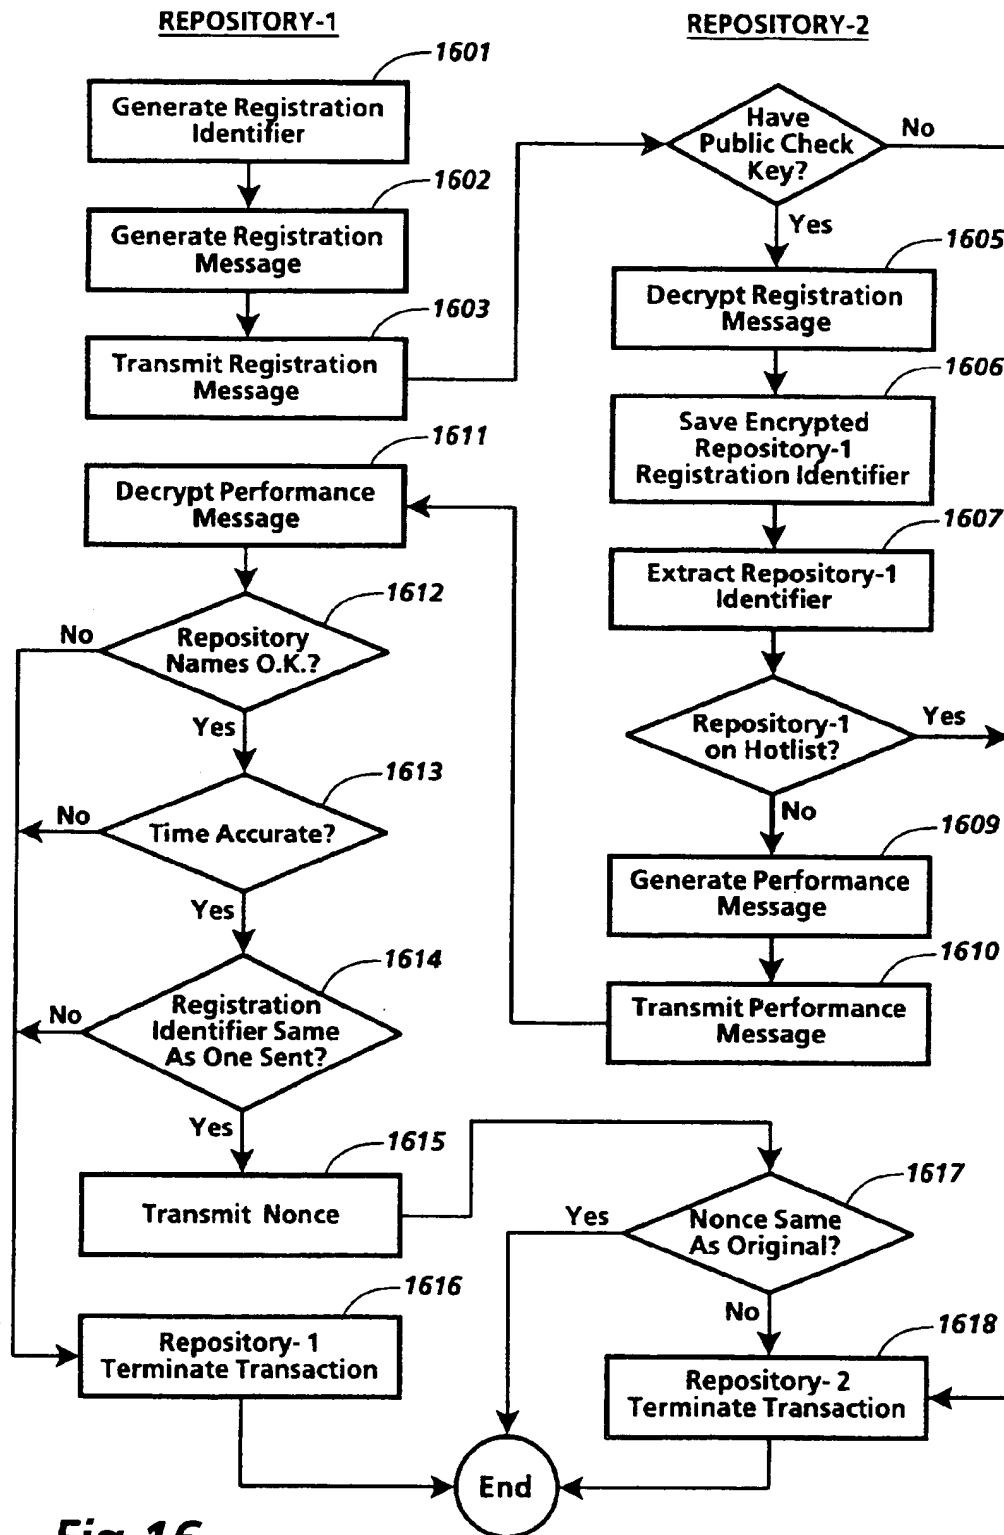 REPOSITORY-1
1601
Generate Registration
Identifier
1602
Generate Registration
Message
1603
Transmit Registration
Message
1611
Decrypt Performance
Message
1612
No
Repository
Names O.K.?
Yes
1613
No
Time Accurate?
Yes
1614
No
Registration
Identifier Same
As One Sent?
Yes
1615
Transmit Nonce
1616
Repository- 1
Terminate Transaction
REPOSITORY-2
Have
Public Check
Key?
No
Yes
1605
Decrypt Registration
Message
1606
Save Encrypted
Repository-1
Registration Identifier
1607
Extract Repository-1
Identifier
Repository-1
on Hotlist?
Yes
No
1609
Generate Performance
Message
1610
Transmit Performance
Message
1617
Yes
Nonce Same
As Original?
No
1618
Repository- 2
Terminate Transaction
End
Fig.16